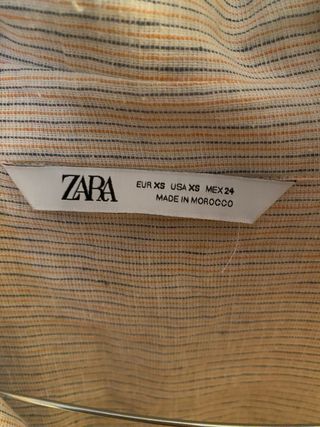 ZARA
EUR XS USA XS MEX 24
MADE IN MOROCCO